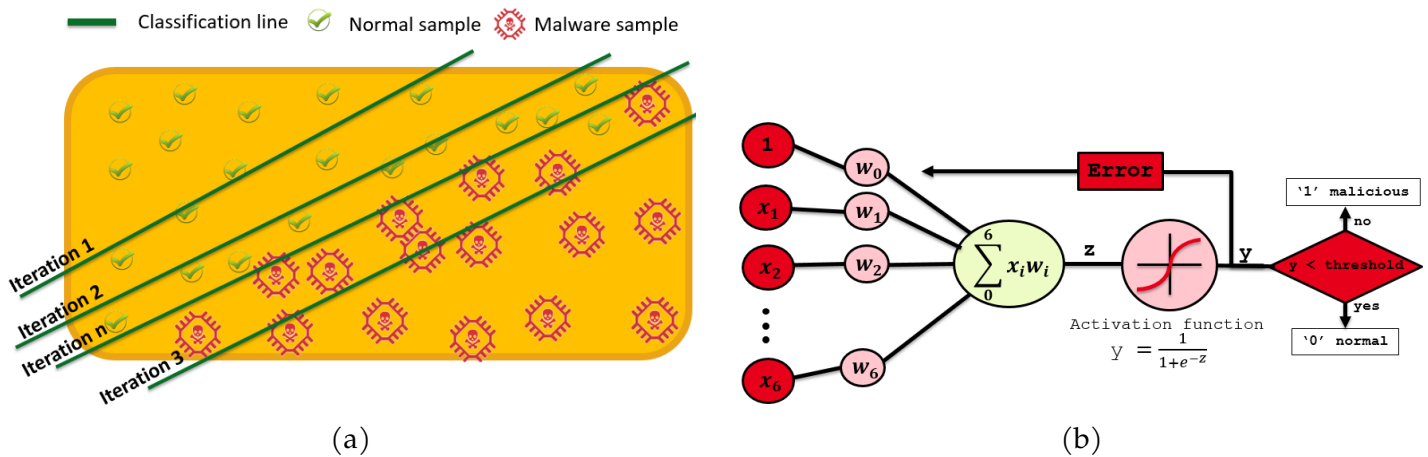 Classification line
Normal sample
Malware sample
Iteration 1
Iteration 2
Iteration n
Iteration 3
(a)
1
w₀
Error
x₁
w₁
x₂
w₂
x₆
w₆
6
∑ xᵢwᵢ
0
z
Activation function
y = 1/(1+e⁻ᶻ)
y
y < threshold
no
‘1’ malicious
yes
‘0’ normal
(b)